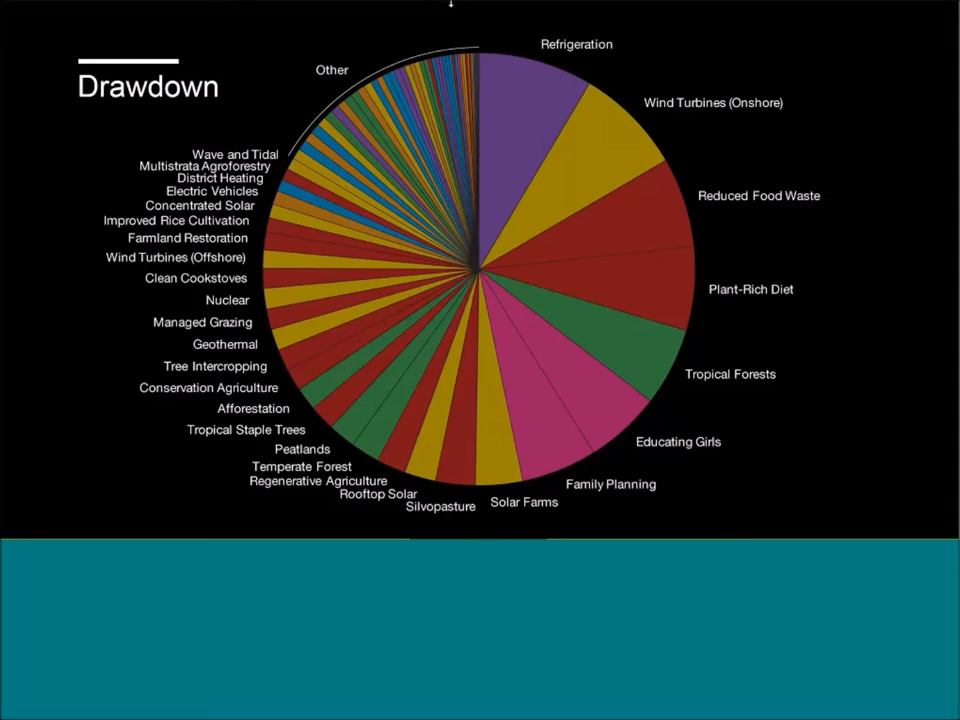 Drawdown
Refrigeration
Wind Turbines (Onshore)
Reduced Food Waste
Plant-Rich Diet
Tropical Forests
Educating Girls
Family Planning
Solar Farms
Silvopasture
Rooftop Solar
Regenerative Agriculture
Temperate Forest
Peatlands
Tropical Staple Trees
Afforestation
Conservation Agriculture
Tree Intercropping
Geothermal
Managed Grazing
Nuclear
Clean Cookstoves
Wind Turbines (Offshore)
Farmland Restoration
Improved Rice Cultivation
Concentrated Solar
Electric Vehicles
District Heating
Multistrata Agroforestry
Wave and Tidal
Other